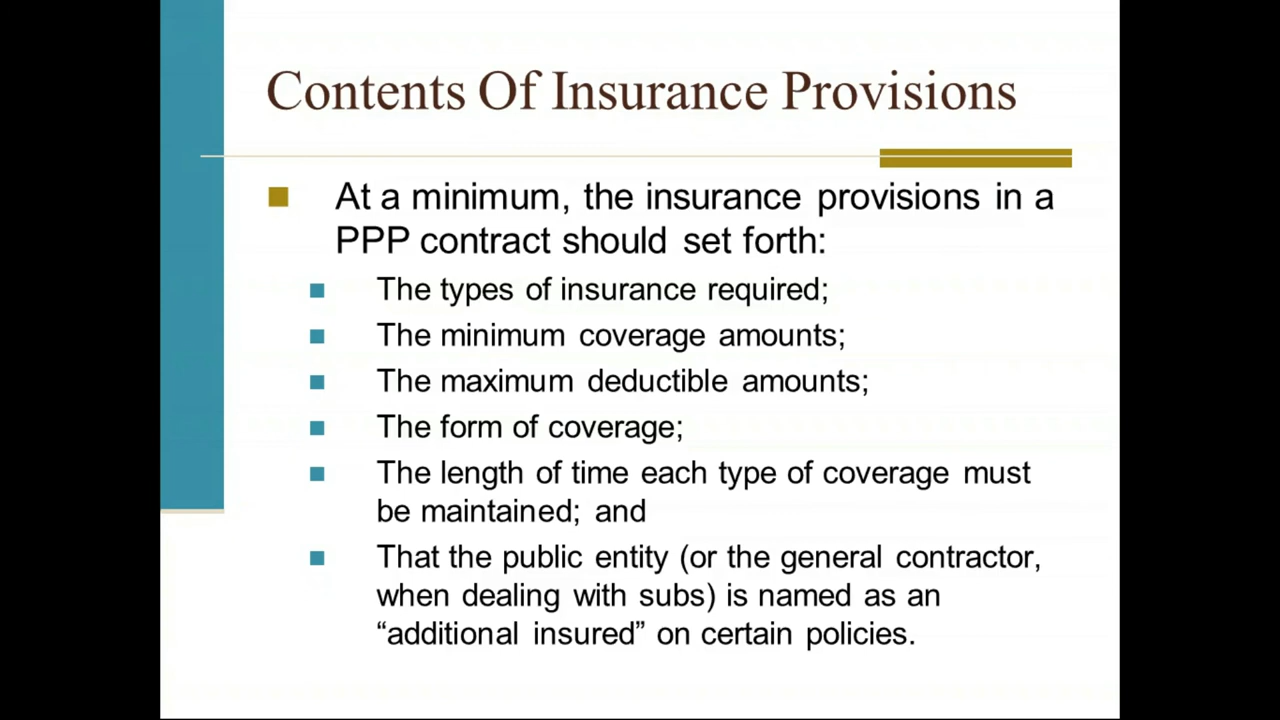 Contents Of Insurance Provisions
At a minimum, the insurance provisions in a
PPP contract should set forth:
The types of insurance required;
The minimum coverage amounts;
The maximum deductible amounts;
The form of coverage;
The length of time each type of coverage must
be maintained; and
That the public entity (or the general contractor,
when dealing with subs) is named as an
“additional insured” on certain policies.